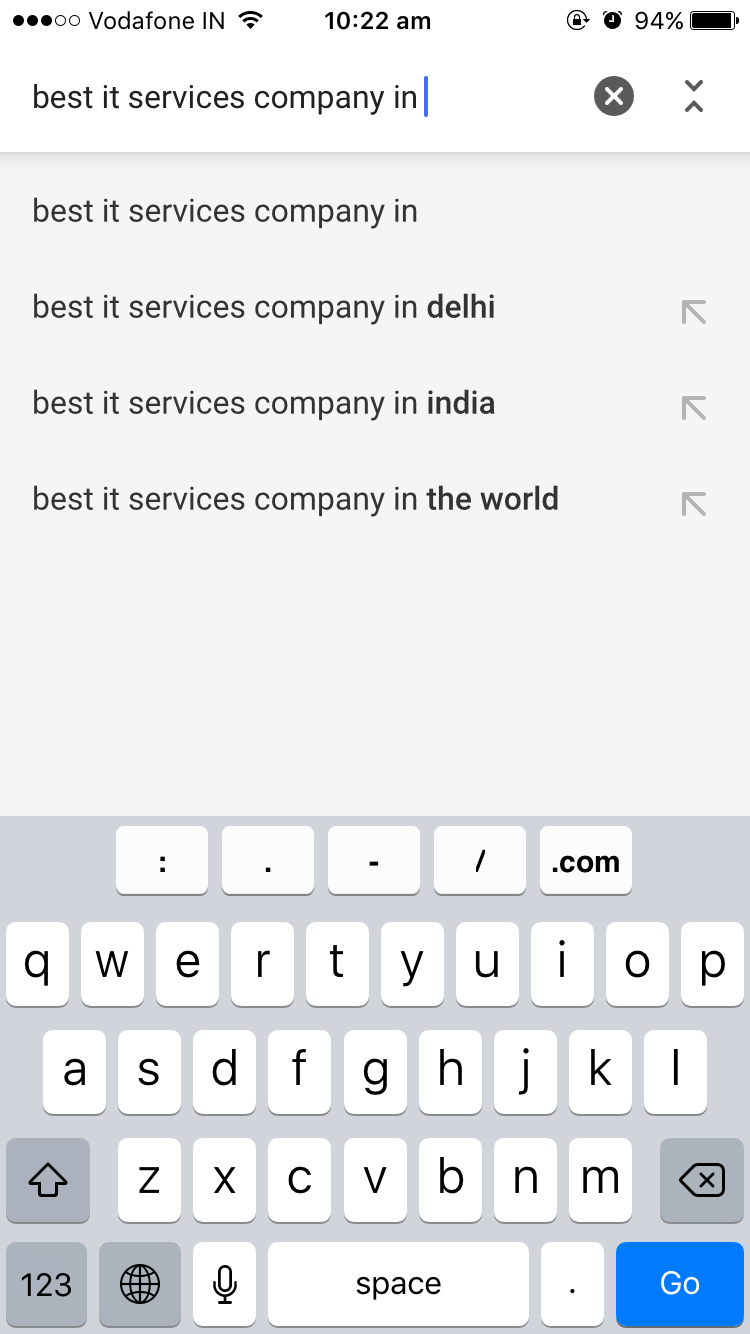 Vodafone IN 10:22 am 94%
best it services company in
best it services company in
best it services company in delhi
best it services company in india
best it services company in the world
: . - / .com
q w e r t y u i o p
a s d f g h j k l
z x c v b n m
123 space . Go